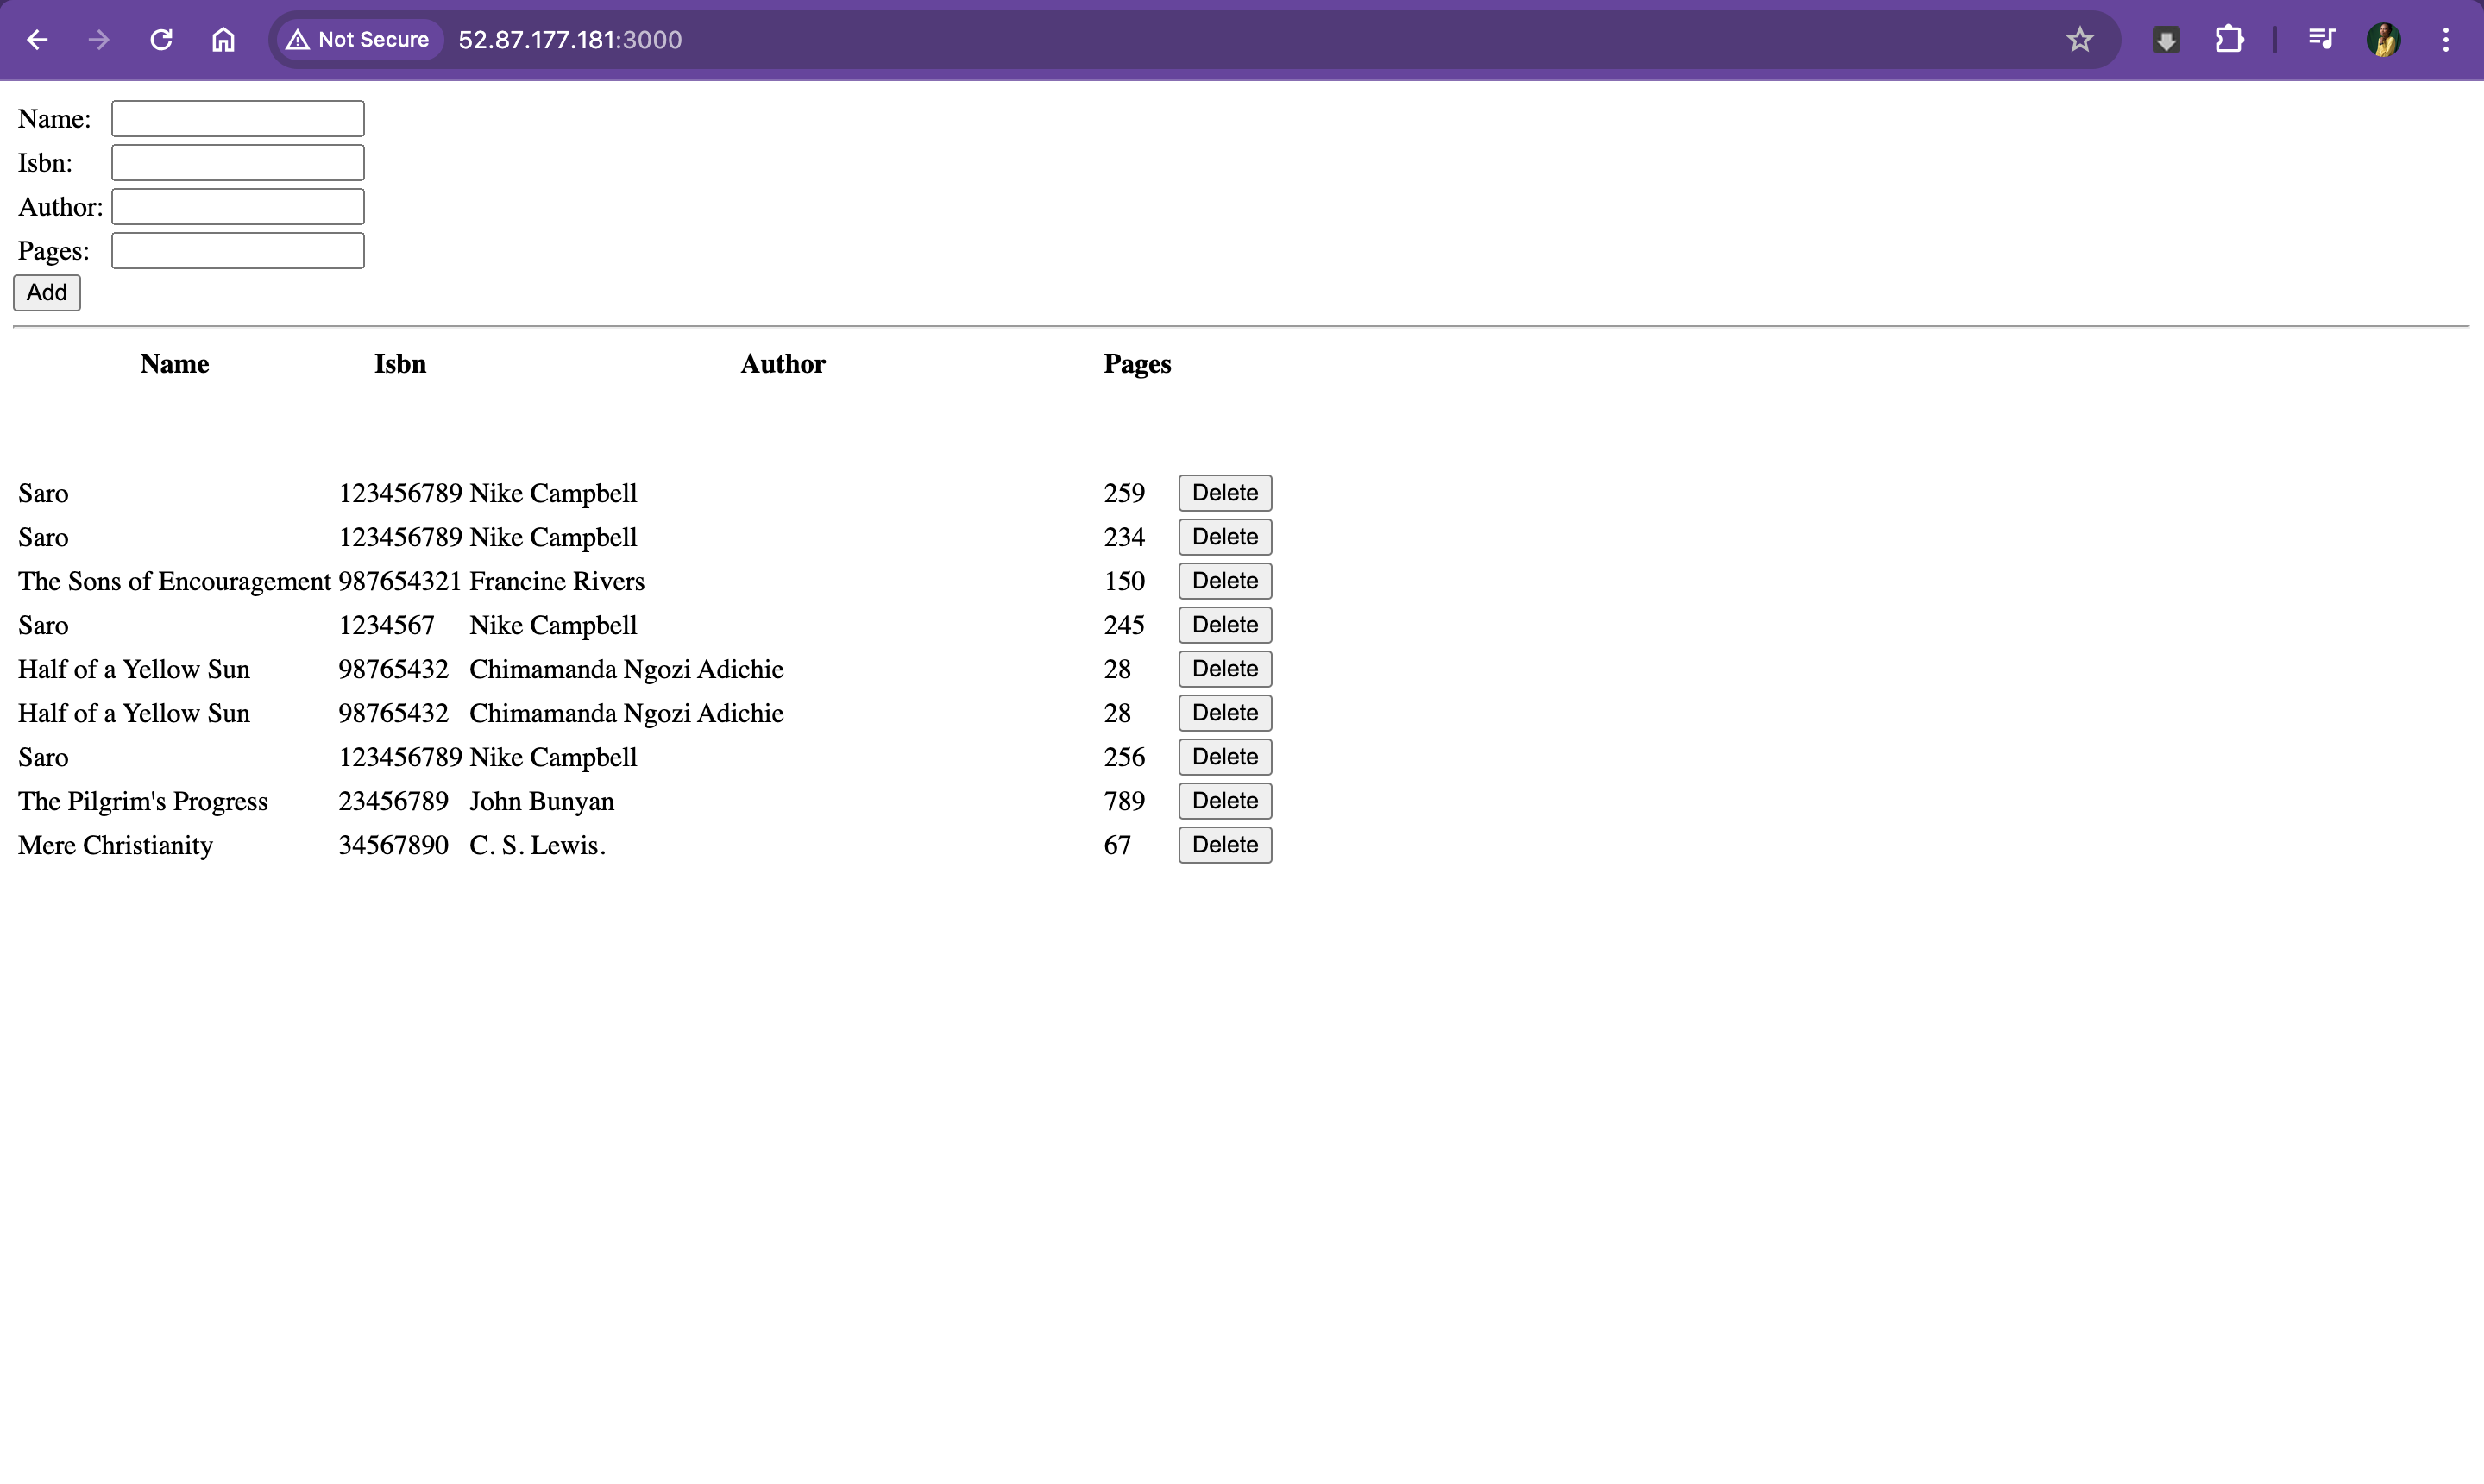 Not Secure 52.87.177.181:3000
Name:
Isbn:
Author:
Pages:
Add
Name Isbn Author Pages
Saro 123456789 Nike Campbell 259 Delete
Saro 123456789 Nike Campbell 234 Delete
The Sons of Encouragement 987654321 Francine Rivers 150 Delete
Saro 1234567 Nike Campbell 245 Delete
Half of a Yellow Sun 98765432 Chimamanda Ngozi Adichie 28 Delete
Half of a Yellow Sun 98765432 Chimamanda Ngozi Adichie 28 Delete
Saro 123456789 Nike Campbell 256 Delete
The Pilgrim's Progress 23456789 John Bunyan 789 Delete
Mere Christianity 34567890 C. S. Lewis. 67 Delete